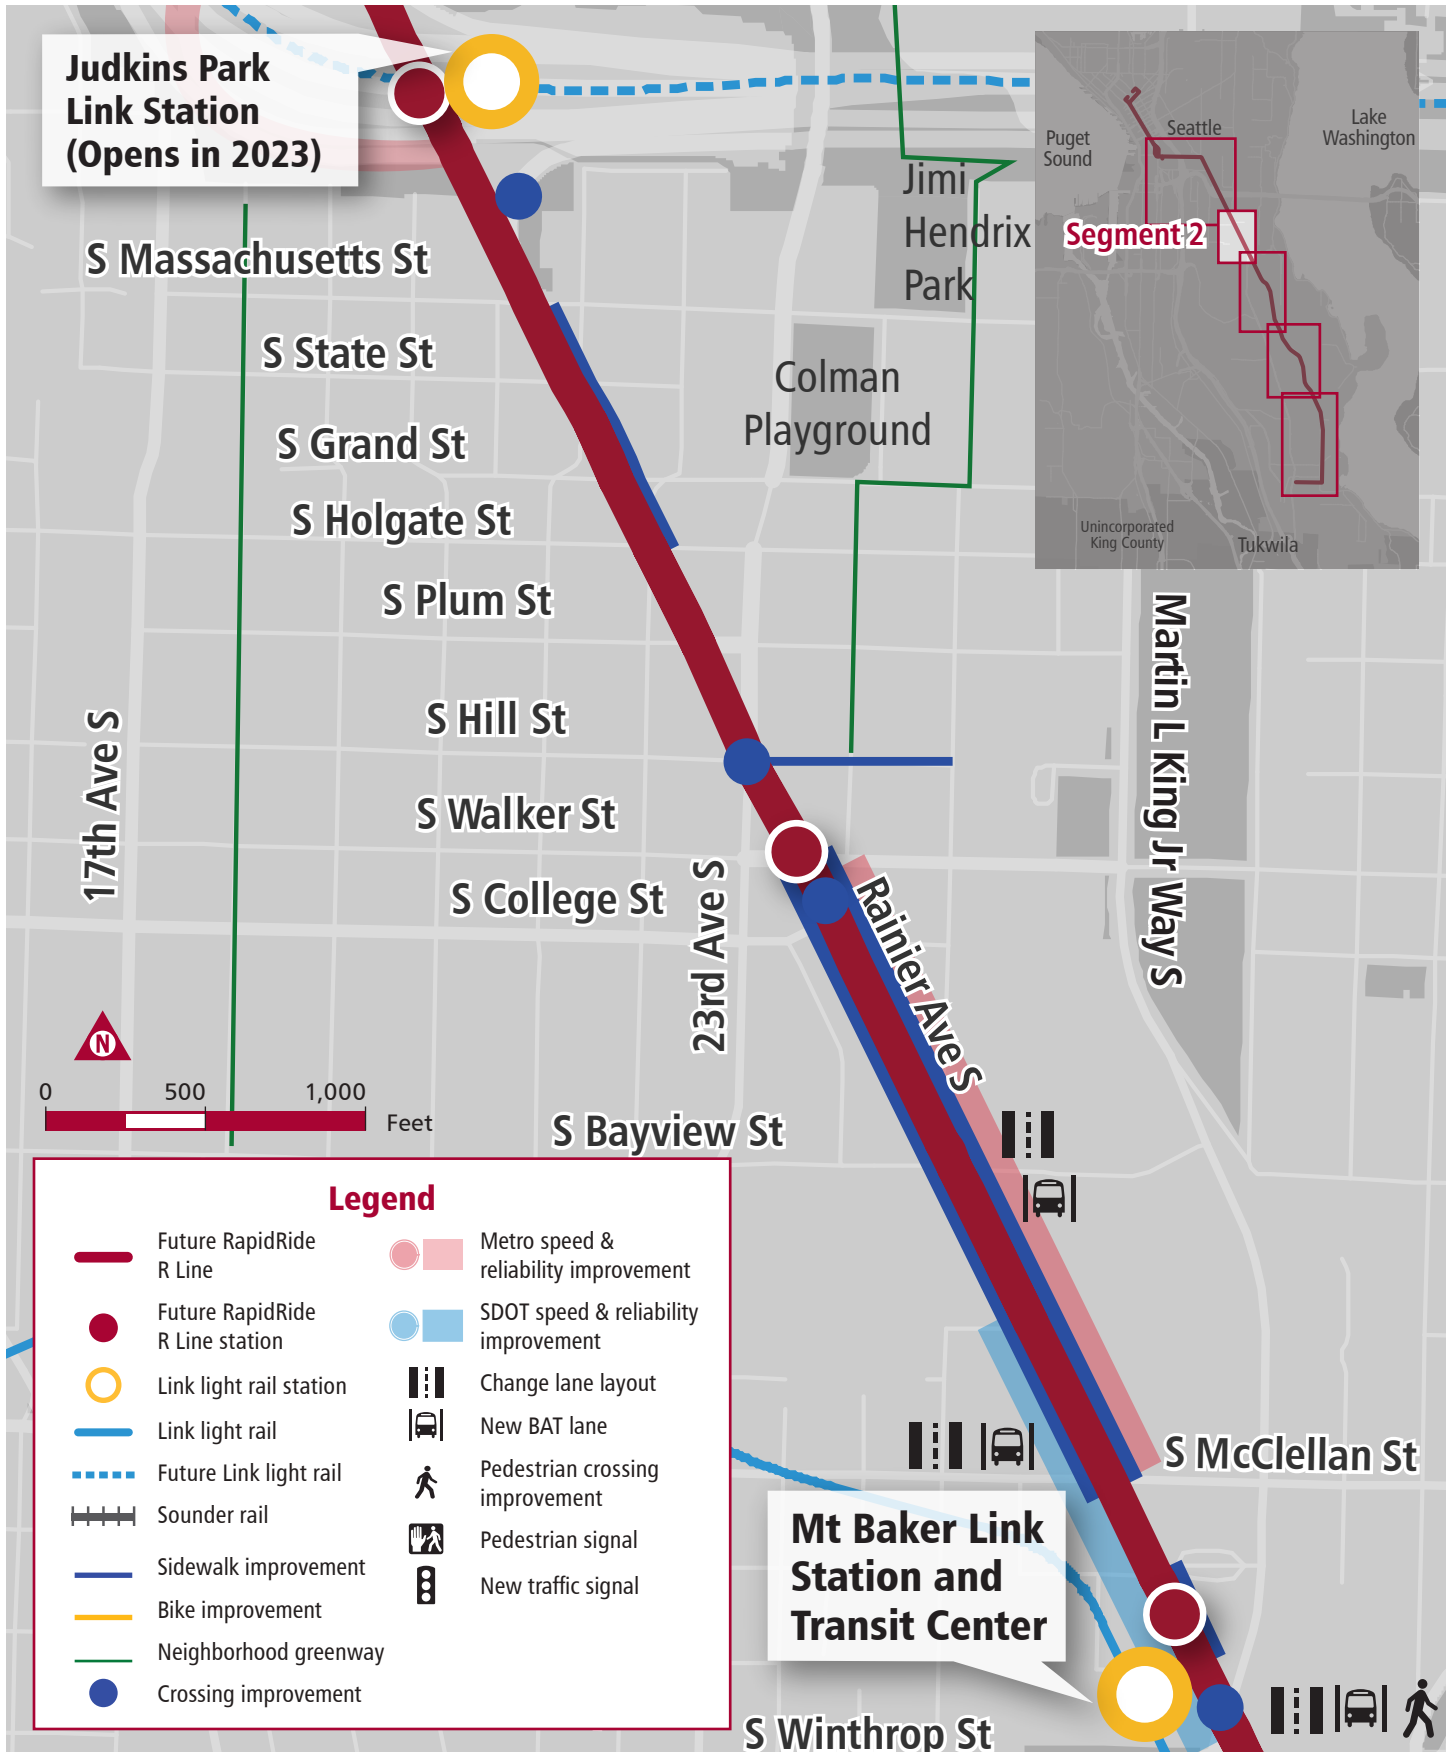 Judkins Park
Link Station
(Opens in 2023)
Puget
Sound
Seattle
Lake
Washington
Segment 2
Unincorporated
King County
Tukwila
Jimi
Hendrix
Park
Colman
Playground
S Massachusetts St
S State St
S Grand St
S Holgate St
S Plum St
S Hill St
S Walker St
S College St
17th Ave S
23rd Ave S
Rainier Ave S
Martin L King Jr Way S
N
0 500 1,000
Feet
S Bayview St
S McClellan St
Mt Baker Link
Station and
Transit Center
S Winthrop St
Legend
Future RapidRide
R Line
Future RapidRide
R Line station
Link light rail station
Link light rail
Future Link light rail
Sounder rail
Sidewalk improvement
Bike improvement
Neighborhood greenway
Crossing improvement
Metro speed &
reliability improvement
SDOT speed & reliability
improvement
Change lane layout
New BAT lane
Pedestrian crossing
improvement
Pedestrian signal
New traffic signal